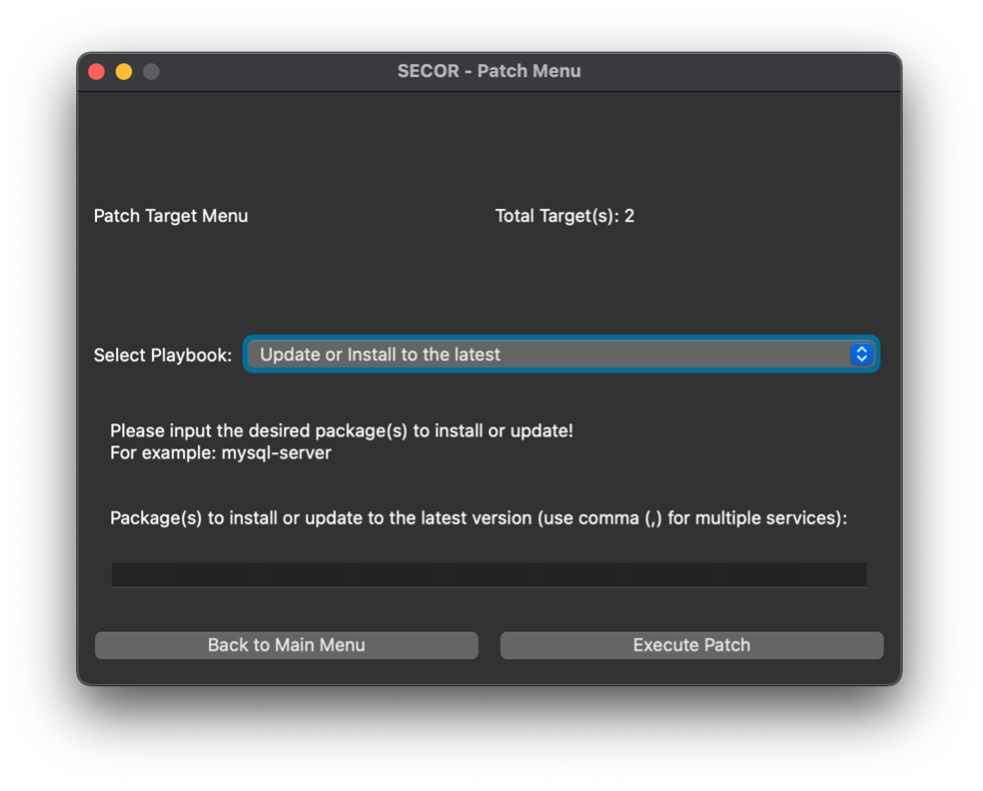 SECOR - Patch Menu
Patch Target Menu
Total Target(s): 2
Select Playbook:
Update or Install to the latest
Please input the desired package(s) to install or update!
For example: mysql-server
Package(s) to install or update to the latest version (use comma (,) for multiple services):
Back to Main Menu
Execute Patch